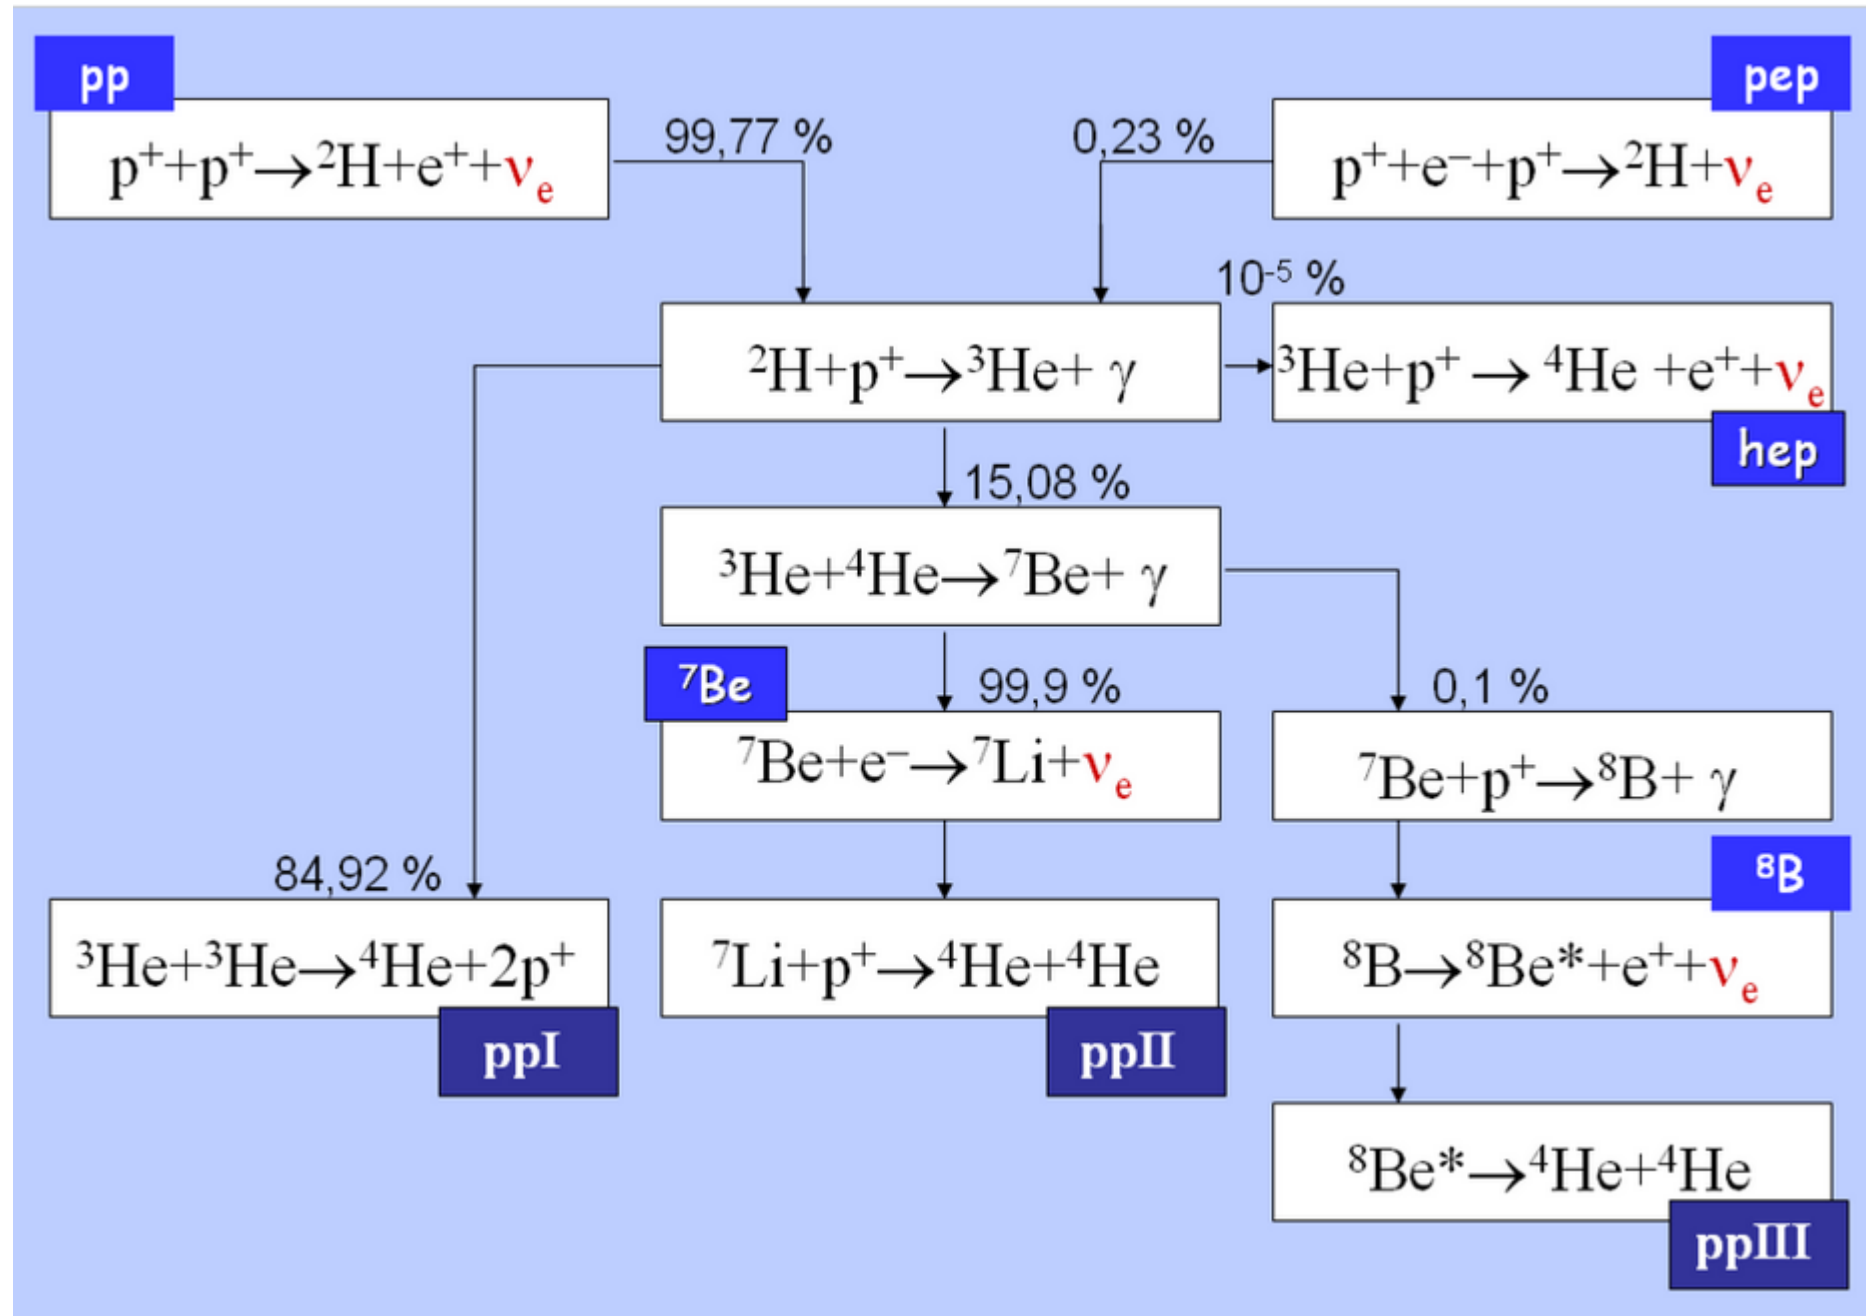 pp
pep
99,77 %
0,23 %
p⁺+p⁺→²H+e⁺+νₑ
p⁺+e⁻+p⁺→²H+νₑ
10⁻⁵ %
²H+p⁺→³He+ γ
³He+p⁺ → ⁴He +e⁺+νₑ
hep
15,08 %
³He+⁴He→⁷Be+ γ
⁷Be
99,9 %
0,1 %
⁷Be+e⁻→⁷Li+νₑ
⁷Be+p⁺→⁸B+ γ
84,92 %
⁸B
³He+³He→⁴He+2p⁺
⁷Li+p⁺→⁴He+⁴He
⁸B→⁸Be*+e⁺+νₑ
ppI
ppII
⁸Be*→⁴He+⁴He
ppIII